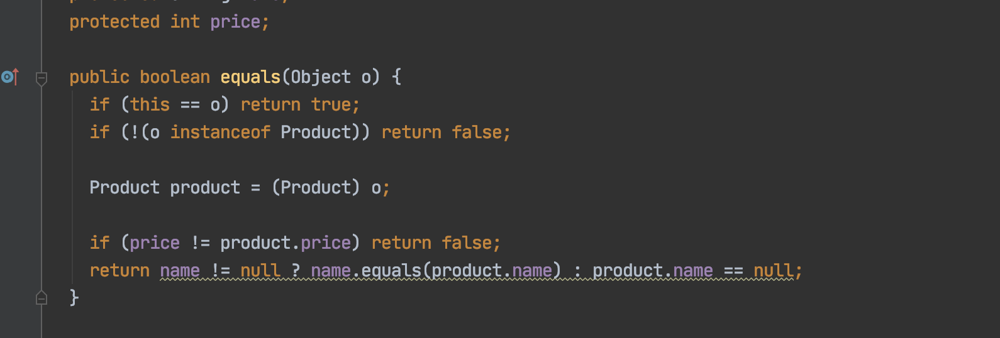 protected int price;
public boolean equals(Object o) {
if (this == o) return true;
if (!(o instanceof Product)) return false;
Product product = (Product) o;
if (price != product.price) return false;
return name != null ? name.equals(product.name) : product.name == null;
}